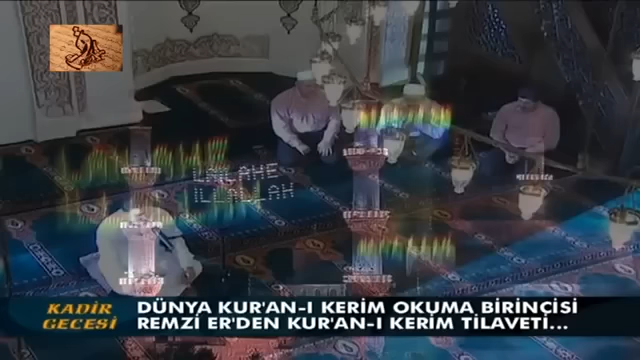 LAİLAHE
İLLALLAH
KADİR
GECESİ
DÜNYA KUR'AN-I KERİM OKUMA BİRİNCİSİ
REMZİ ER'DEN KUR'AN-I KERİM TİLAVETİ...